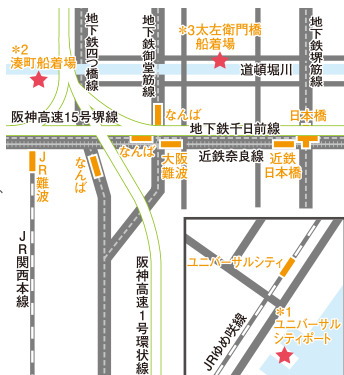 地下鉄四つ橋線
地下鉄御堂筋線
地下鉄堺筋線
*3太左衛門橋
船着場
*2
湊町船着場
道頓堀川
阪神高速15号堺線
なんば
日本橋
地下鉄千日前線
なんば
大阪
難波
近鉄奈良線
近鉄
日本橋
JR難波
なんば
JR関西本線
阪神高速1号環状線
ユニバーサルシティ
JRゆめ咲線
*1
ユニバーサル
シティポート